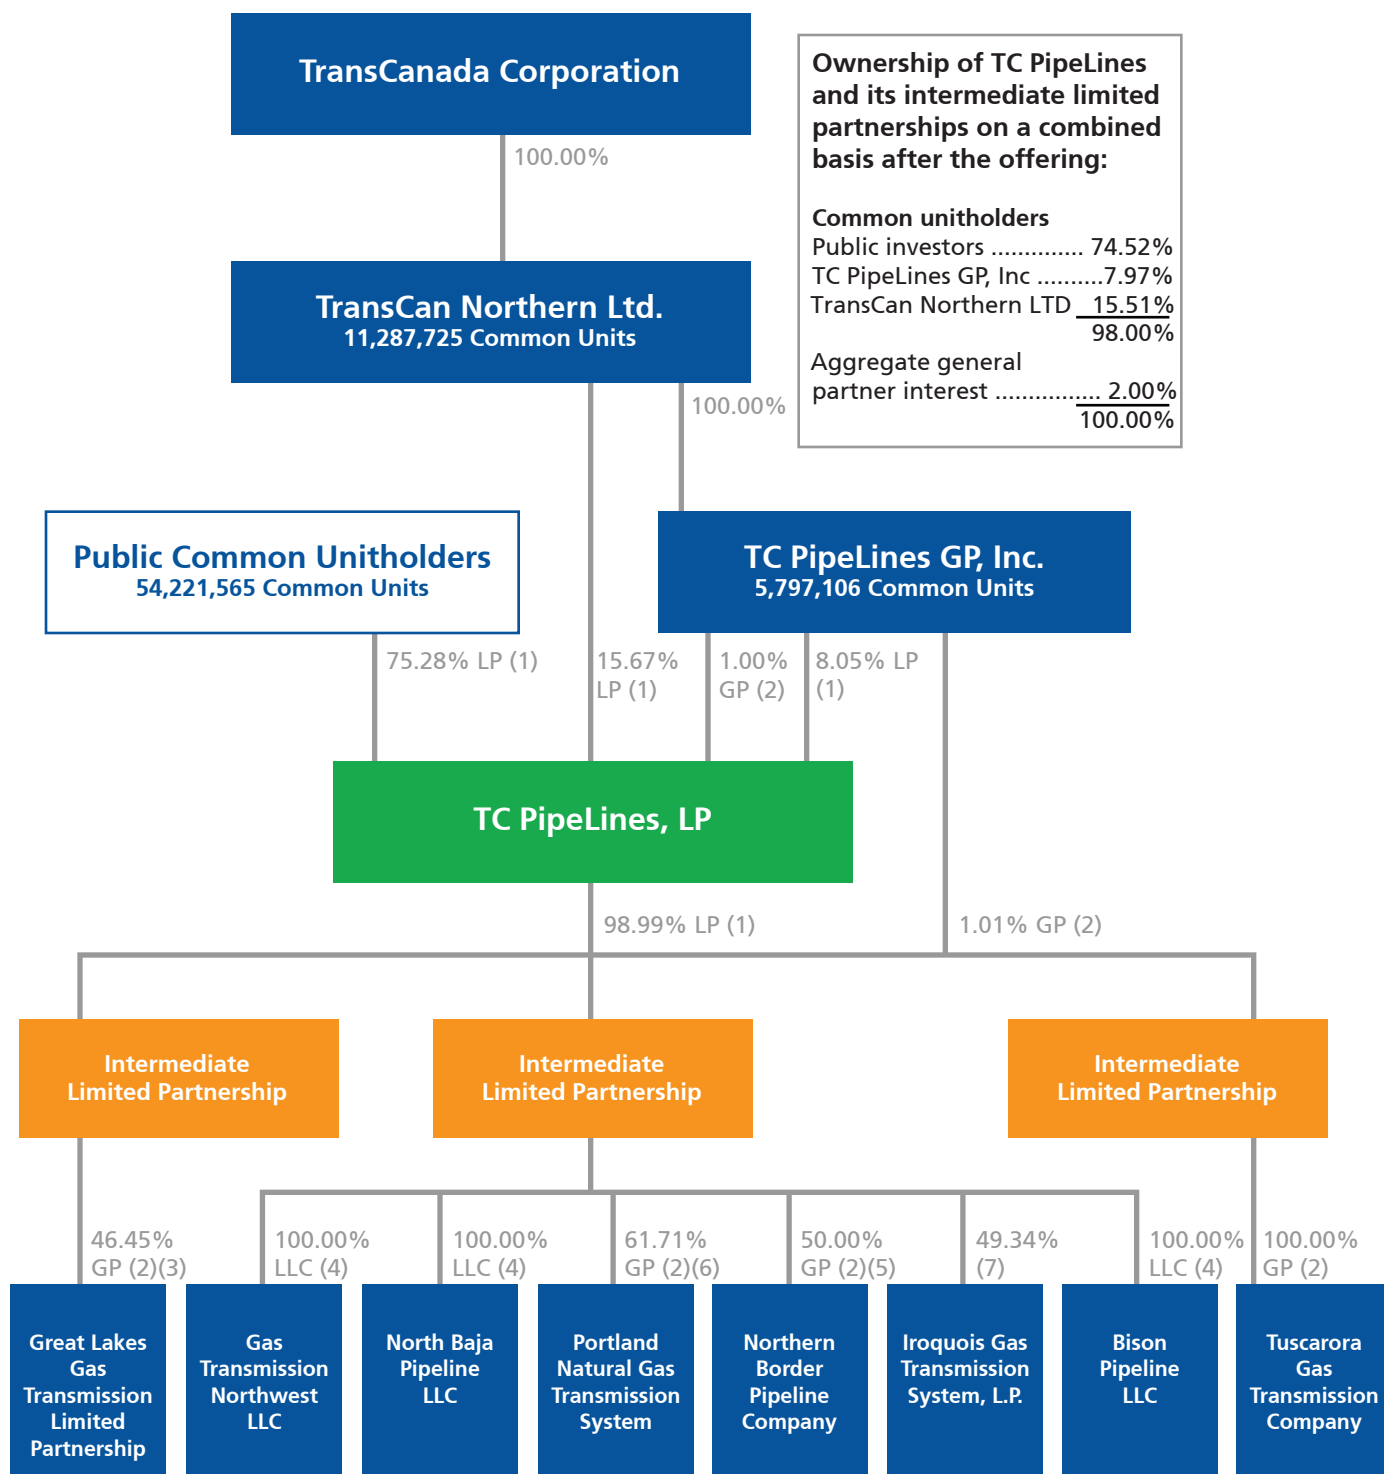 TransCanada Corporation
100.00%
TransCan Northern Ltd.
11,287,725 Common Units
100.00%
Ownership of TC PipeLines
and its intermediate limited
partnerships on a combined
basis after the offering:
Common unitholders
Public investors .............. 74.52%
TC PipeLines GP, Inc ..........7.97%
TransCan Northern LTD 15.51%
98.00%
Aggregate general
partner interest ................ 2.00%
100.00%
Public Common Unitholders
54,221,565 Common Units
TC PipeLines GP, Inc.
5,797,106 Common Units
75.28% LP (1)
15.67%
LP (1)
1.00%
GP (2)
8.05% LP
(1)
TC PipeLines, LP
98.99% LP (1)
1.01% GP (2)
Intermediate
Limited Partnership
Intermediate
Limited Partnership
Intermediate
Limited Partnership
46.45%
GP (2)(3)
100.00%
LLC (4)
100.00%
LLC (4)
61.71%
GP (2)(6)
50.00%
GP (2)(5)
49.34%
(7)
100.00%
LLC (4)
100.00%
GP (2)
Great Lakes
Gas
Transmission
Limited
Partnership
Gas
Transmission
Northwest
LLC
North Baja
Pipeline
LLC
Portland
Natural Gas
Transmission
System
Northern
Border
Pipeline
Company
Iroquois Gas
Transmission
System, L.P.
Bison
Pipeline
LLC
Tuscarora
Gas
Transmission
Company